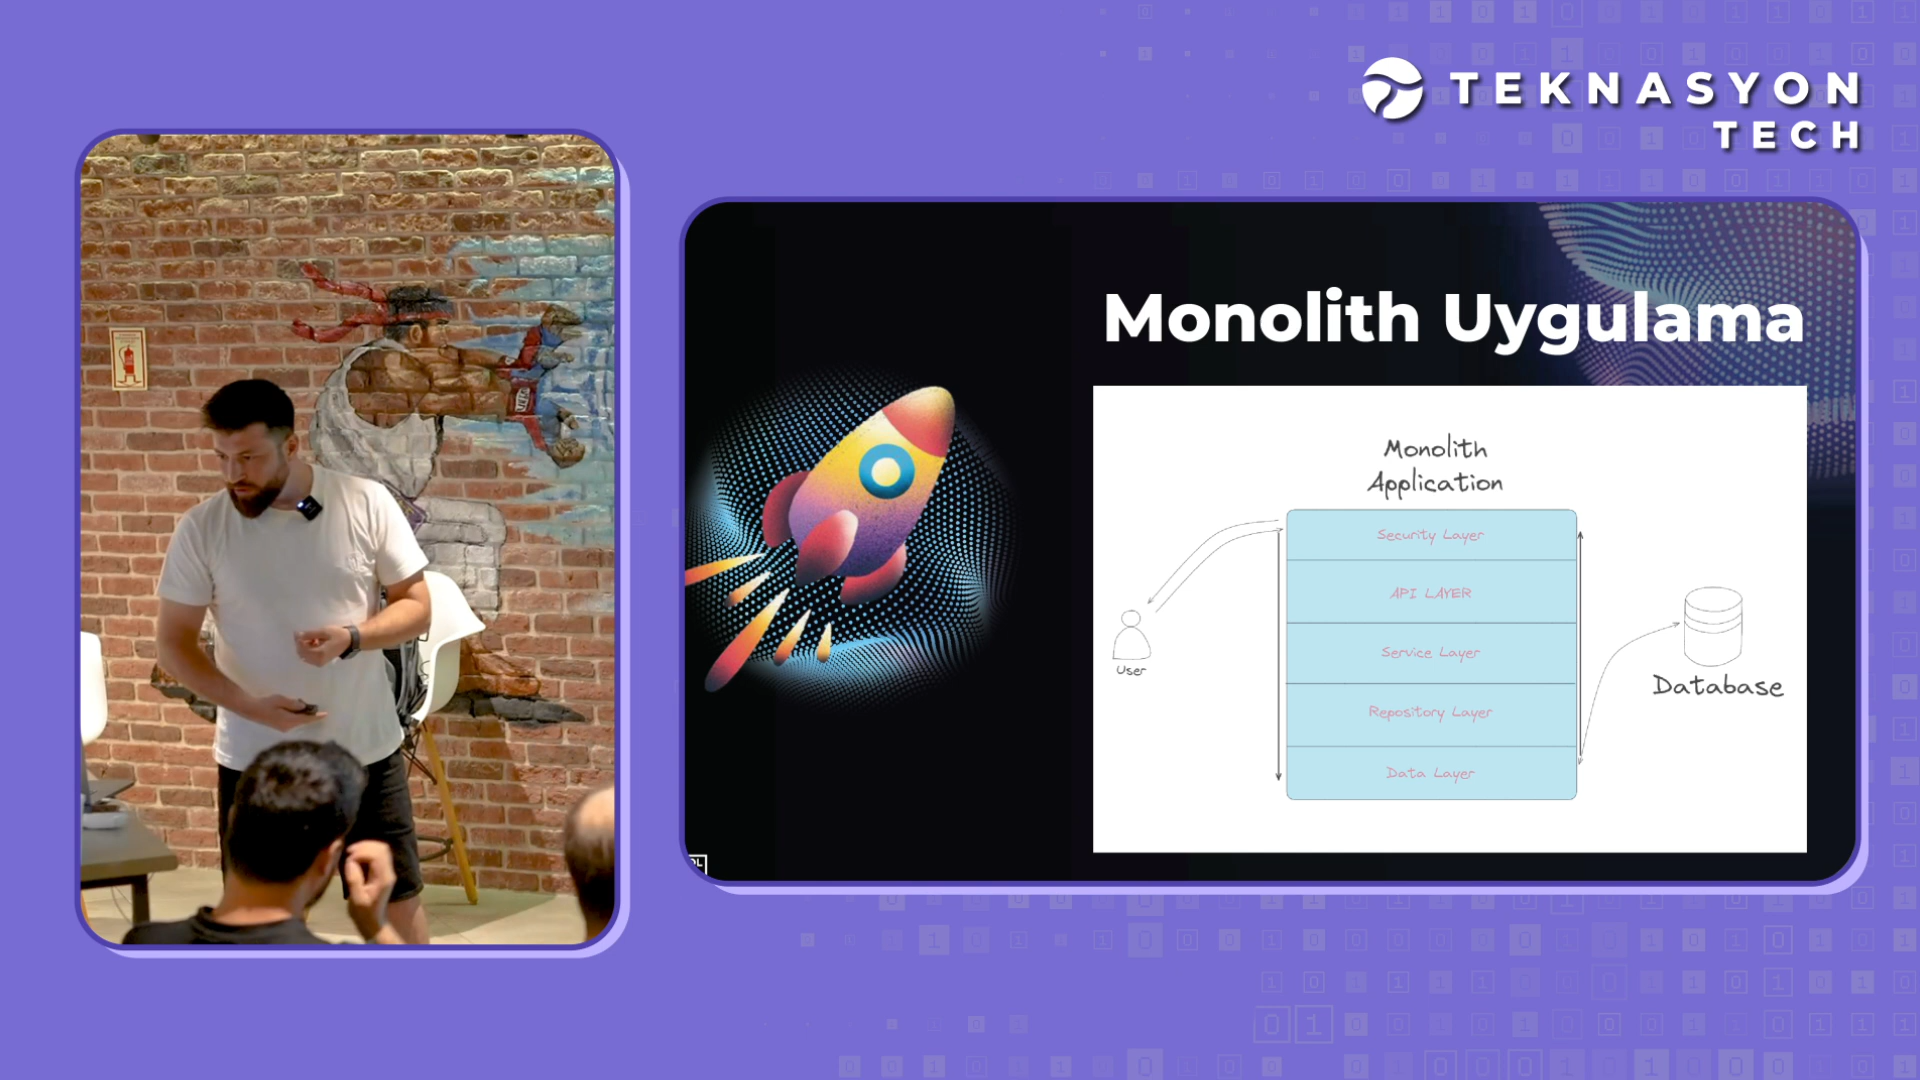 TEKNASYON
TECH
Monolith Uygulama
Monolith
Application
Security Layer
API LAYER
Service Layer
Repository Layer
Data Layer
User
Database